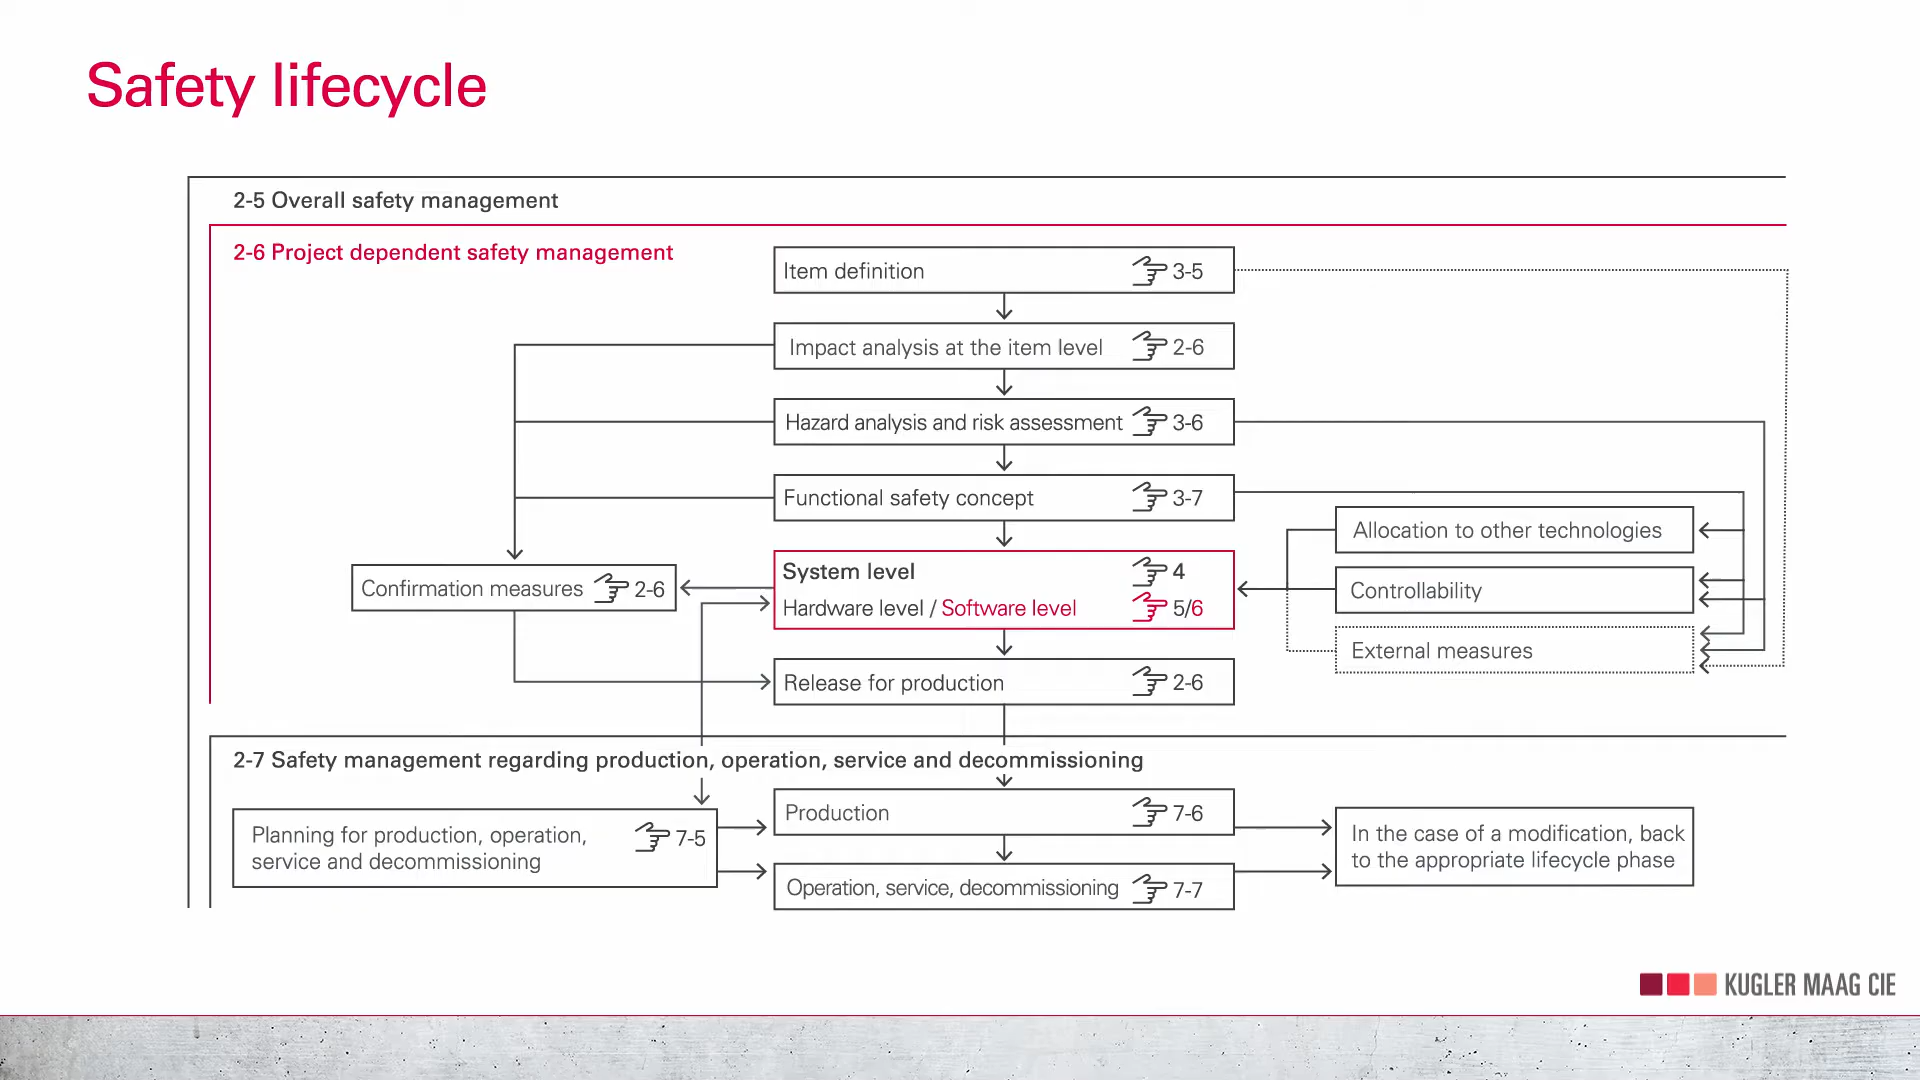 Safety lifecycle
2-5 Overall safety management
2-6 Project dependent safety management
Item definition 3-5
Impact analysis at the item level 2-6
Hazard analysis and risk assessment 3-6
Functional safety concept 3-7
Allocation to other technologies
System level 4
Confirmation measures 2-6
Controllability
Hardware level / Software level 5/6
External measures
Release for production 2-6
2-7 Safety management regarding production, operation, service and decommissioning
Production 7-6
Planning for production, operation, 7-5
service and decommissioning
In the case of a modification, back
to the appropriate lifecycle phase
Operation, service, decommissioning 7-7
KUGLER MAAG CIE